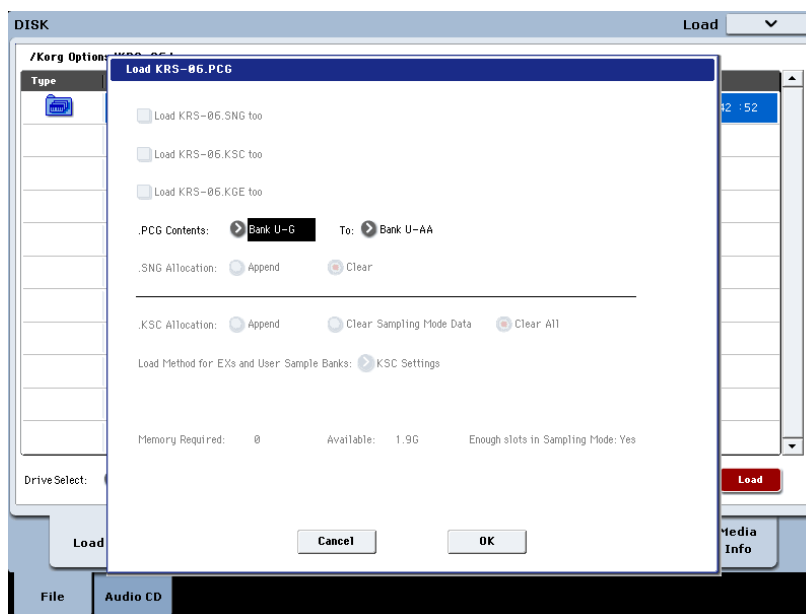 DISK Load
/Korg Options
Load KRS-06.PCG
Type
42 :52
Load KRS-06.SNG too
Load KRS-06.KSC too
Load KRS-06.KGE too
.PCG Contents: Bank U-G To: Bank U-AA
.SNG Allocation: Append Clear
.KSC Allocation: Append Clear Sampling Mode Data Clear All
Load Method for EXs and User Sample Banks: KSC Settings
Memory Required: 0 Available: 1.9G Enough slots in Sampling Mode: Yes
Drive Select: Load
Cancel OK
Load Media
Info
File Audio CD